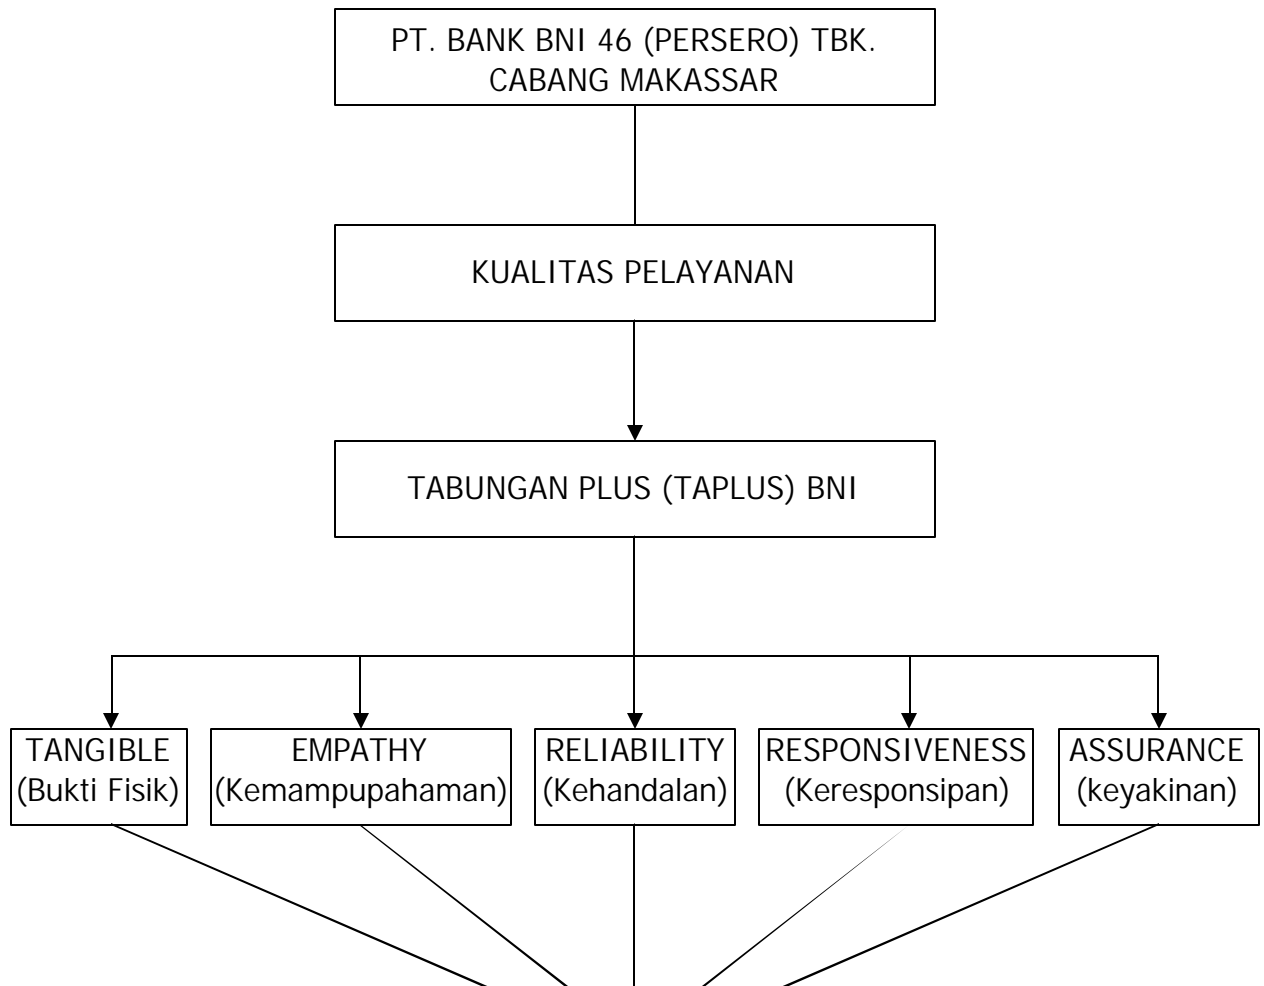 PT. BANK BNI 46 (PERSERO) TBK.
CABANG MAKASSAR
KUALITAS PELAYANAN
TABUNGAN PLUS (TAPLUS) BNI
TANGIBLE
(Bukti Fisik)
EMPATHY
(Kemampupahaman)
RELIABILITY
(Kehandalan)
RESPONSIVENESS
(Keresponsipan)
ASSURANCE
(keyakinan)